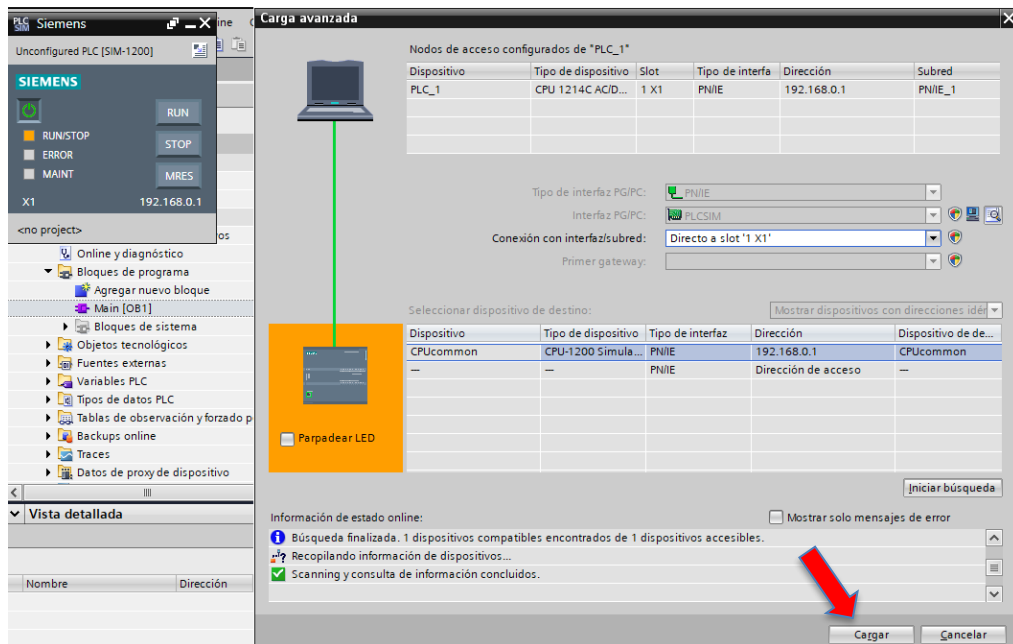 PLC SIM Siemens
Unconfigured PLC [SIM-1200]
SIEMENS
RUN
RUN/STOP
STOP
ERROR
MAINT
MRES
X1 192.168.0.1
<no project>
ine
os
Online y diagnóstico
Bloques de programa
Agregar nuevo bloque
Main [OB1]
Bloques de sistema
Objetos tecnológicos
Fuentes externas
Variables PLC
Tipos de datos PLC
Tablas de observación y forzado p
Backups online
Traces
Datos de proxy de dispositivo
Vista detallada
Nombre Dirección
Carga avanzada
Nodos de acceso configurados de "PLC_1"
Dispositivo Tipo de dispositivo Slot Tipo de interfa Dirección Subred
PLC_1 CPU 1214C AC/D... 1 X1 PN/IE 192.168.0.1 PN/IE_1
Tipo de interfaz PG/PC: PN/IE
Interfaz PG/PC: PLCSIM
Conexión con interfaz/subred: Directo a slot '1 X1'
Primer gateway:
Seleccionar dispositivo de destino: Mostrar dispositivos con direcciones idér
Dispositivo Tipo de dispositivo Tipo de interfaz Dirección Dispositivo de de...
CPUcommon CPU-1200 Simula... PN/IE 192.168.0.1 CPUcommon
— — PN/IE Dirección de acceso —
Parpadear LED
Iniciar búsqueda
Información de estado online: Mostrar solo mensajes de error
Búsqueda finalizada. 1 dispositivos compatibles encontrados de 1 dispositivos accesibles.
Recopilando información de dispositivos...
Scanning y consulta de información concluidos.
Cargar Cancelar